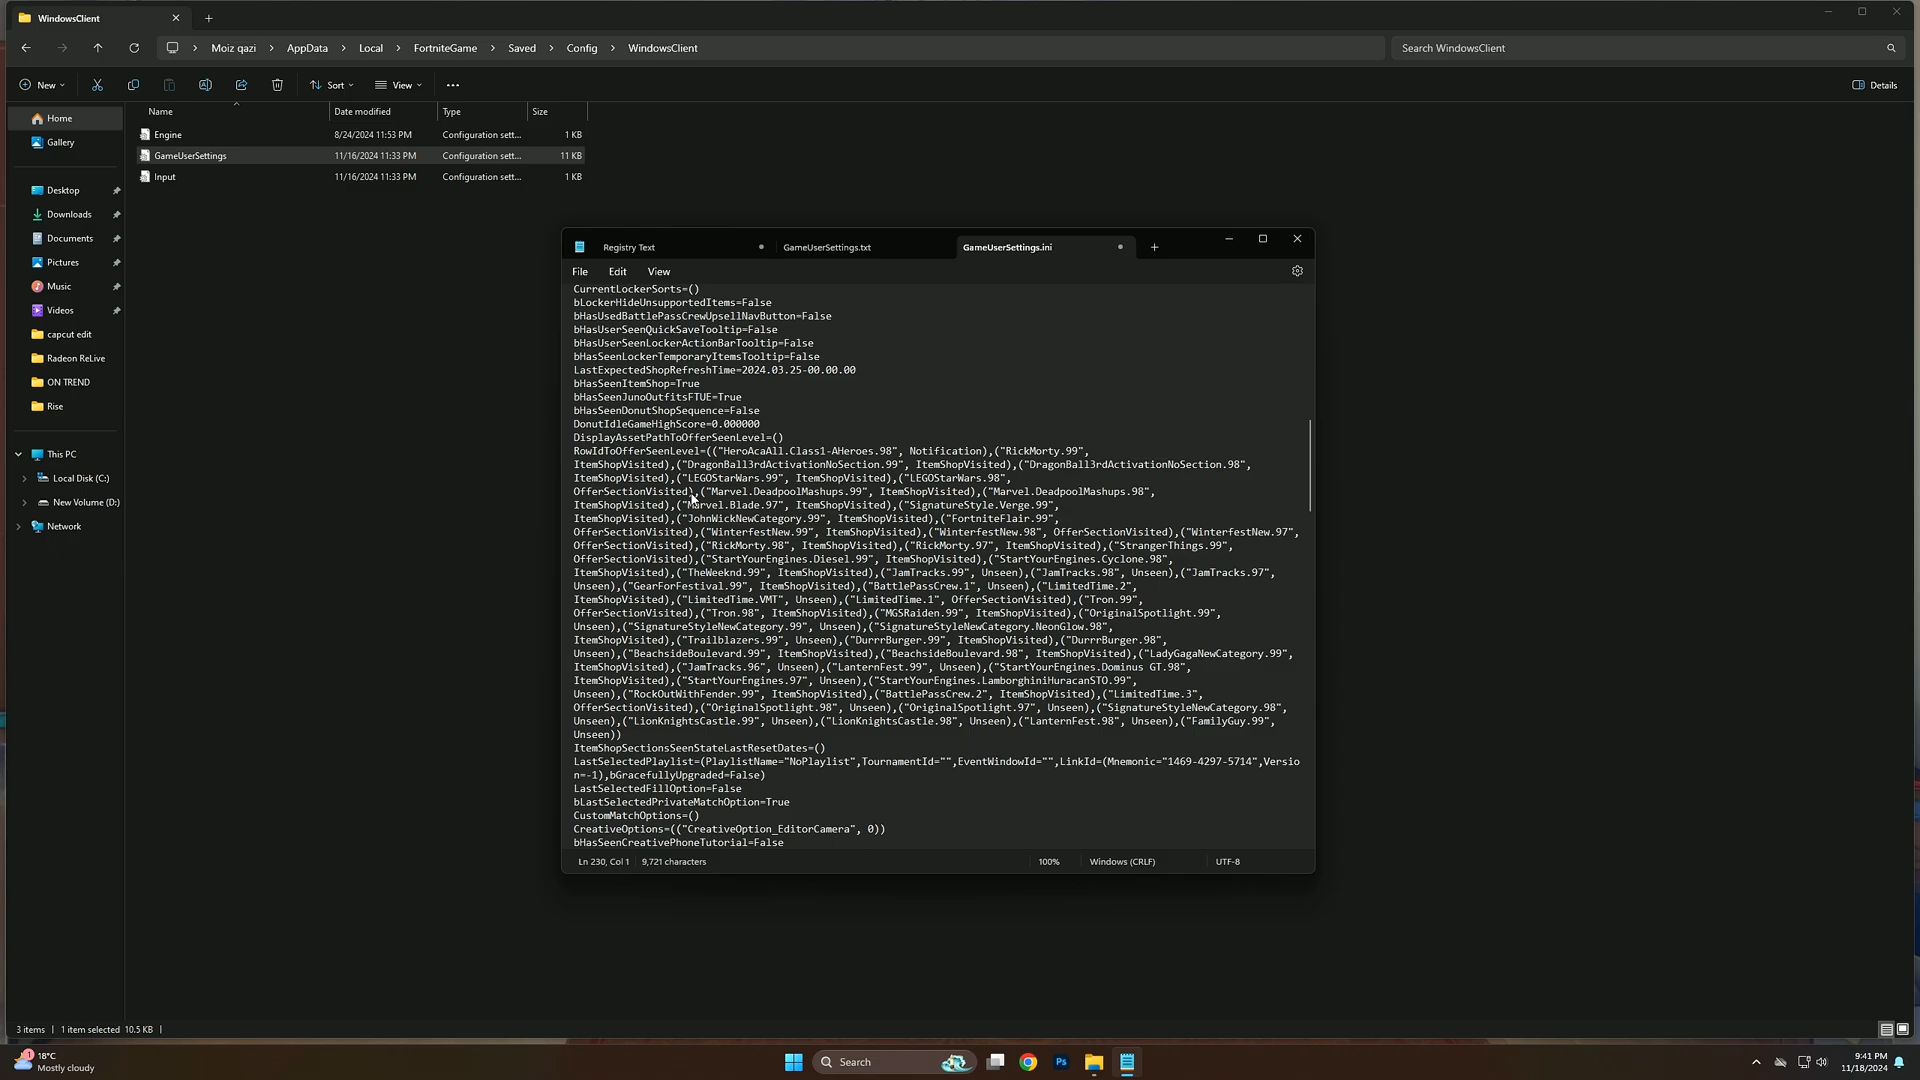 WindowsClient
Moiz qazi
AppData
Local
FortniteGame
Saved
Config
WindowsClient
Search WindowsClient
New
Sort
View
Details
Name
Date modified
Type
Size
Home
Gallery
Desktop
Downloads
Documents
Pictures
Music
Videos
capcut edit
Radeon ReLive
ON TREND
Rise
This PC
Local Disk (C:)
New Volume (D:)
Network
Engine 8/24/2024 11:53 PM Configuration sett... 1 KB
GameUserSettings 11/16/2024 11:33 PM Configuration sett... 11 KB
Input 11/16/2024 11:33 PM Configuration sett... 1 KB
Registry Text
GameUserSettings.txt
GameUserSettings.ini
File Edit View
CurrentLockerSorts=()
bLockerHideUnsupportedItems=False
bHasUsedBattlePassCrewUpsellNavButton=False
bHasUserSeenQuickSaveTooltip=False
bHasUserSeenLockerActionBarTooltip=False
bHasSeenLockerTemporaryItemsTooltip=False
LastExpectedShopRefreshTime=2024.03.25-00.00.00
bHasSeenItemShop=True
bHasSeenJunoOutfitsFTUE=True
bHasSeenDonutShopSequence=False
DonutIdleGameHighScore=0.000000
DisplayAssetPathToOfferSeenLevel=()
RowIdToOfferSeenLevel=(("HeroAcaAll.Class1-AHeroes.98", Notification),("RickMorty.99",
ItemShopVisited),("DragonBall3rdActivationNoSection.99", ItemShopVisited),("DragonBall3rdActivationNoSection.98",
ItemShopVisited),("LEGOStarWars.99", ItemShopVisited),("LEGOStarWars.98",
OfferSectionVisited),("Marvel.DeadpoolMashups.99", ItemShopVisited),("Marvel.DeadpoolMashups.98",
ItemShopVisited),("Marvel.Blade.97", ItemShopVisited),("SignatureStyle.Verge.99",
ItemShopVisited),("JohnWickNewCategory.99", ItemShopVisited),("FortniteFlair.99",
OfferSectionVisited),("WinterfestNew.99", ItemShopVisited),("WinterfestNew.98", OfferSectionVisited),("WinterfestNew.97",
OfferSectionVisited),("RickMorty.98", ItemShopVisited),("RickMorty.97", ItemShopVisited),("StrangerThings.99",
OfferSectionVisited),("StartYourEngines.Diesel.99", ItemShopVisited),("StartYourEngines.Cyclone.98",
ItemShopVisited),("TheWeeknd.99", ItemShopVisited),("JamTracks.99", Unseen),("JamTracks.98", Unseen),("JamTracks.97",
Unseen),("GearForFestival.99", ItemShopVisited),("BattlePassCrew.1", Unseen),("LimitedTime.2",
ItemShopVisited),("LimitedTime.VMT", Unseen),("LimitedTime.1", OfferSectionVisited),("Tron.99",
OfferSectionVisited),("Tron.98", ItemShopVisited),("MGSRaiden.99", ItemShopVisited),("OriginalSpotlight.99",
Unseen),("SignatureStyleNewCategory.99", Unseen),("SignatureStyleNewCategory.NeonGlow.98",
ItemShopVisited),("Trailblazers.99", Unseen),("DurrrBurger.99", ItemShopVisited),("DurrrBurger.98",
Unseen),("BeachsideBoulevard.99", ItemShopVisited),("BeachsideBoulevard.98", ItemShopVisited),("LadyGagaNewCategory.99",
ItemShopVisited),("JamTracks.96", Unseen),("LanternFest.99", Unseen),("StartYourEngines.Dominus GT.98",
ItemShopVisited),("StartYourEngines.97", Unseen),("StartYourEngines.LamborghiniHuracanSTO.99",
Unseen),("RockOutWithFender.99", ItemShopVisited),("BattlePassCrew.2", ItemShopVisited),("LimitedTime.3",
OfferSectionVisited),("OriginalSpotlight.98", Unseen),("OriginalSpotlight.97", Unseen),("SignatureStyleNewCategory.98",
Unseen),("LionKnightsCastle.99", Unseen),("LionKnightsCastle.98", Unseen),("LanternFest.98", Unseen),("FamilyGuy.99",
Unseen))
ItemShopSectionsSeenStateLastResetDates=()
LastSelectedPlaylist=(PlaylistName="NoPlaylist",TournamentId="",EventWindowId="",LinkId=(Mnemonic="1469-4297-5714",Versio
n=-1),bGracefullyUpgraded=False)
LastSelectedFillOption=False
bLastSelectedPrivateMatchOption=True
CustomMatchOptions=()
CreativeOptions=(("CreativeOption_EditorCamera", 0))
bHasSeenCreativePhoneTutorial=False
Ln 230, Col 1 9,721 characters 100% Windows (CRLF) UTF-8
3 items 1 item selected 10.5 KB
1
18°C
Mostly cloudy
Search
Ps
9:41 PM
11/18/2024